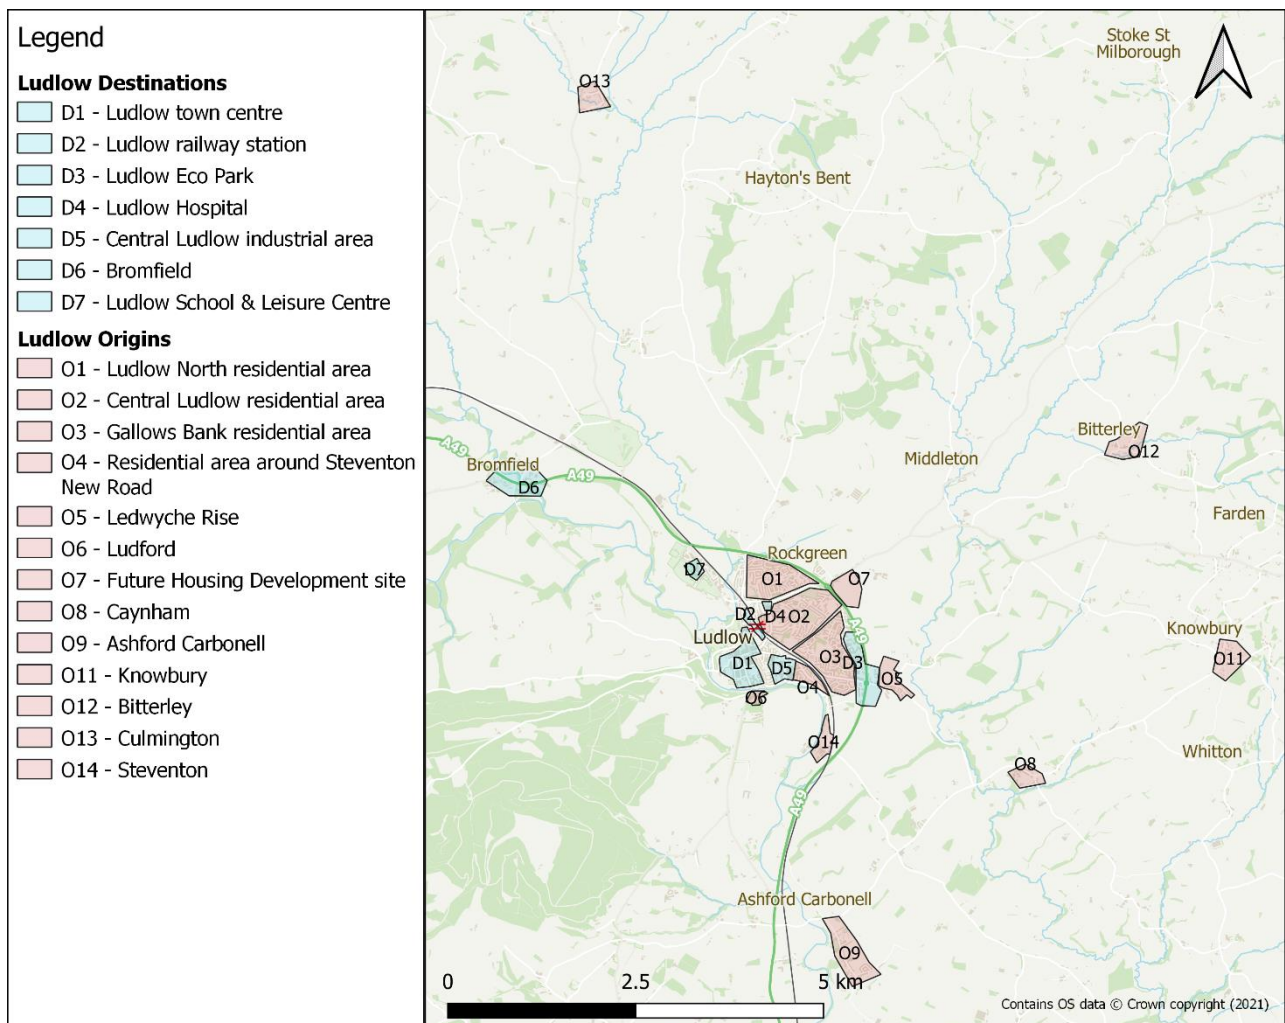 Legend
Ludlow Destinations
D1 - Ludlow town centre
D2 - Ludlow railway station
D3 - Ludlow Eco Park
D4 - Ludlow Hospital
D5 - Central Ludlow industrial area
D6 - Bromfield
D7 - Ludlow School & Leisure Centre
Ludlow Origins
O1 - Ludlow North residential area
O2 - Central Ludlow residential area
O3 - Gallows Bank residential area
O4 - Residential area around Steventon
New Road
O5 - Ledwyche Rise
O6 - Ludford
O7 - Future Housing Development site
O8 - Caynham
O9 - Ashford Carbonell
O11 - Knowbury
O12 - Bitterley
O13 - Culmington
O14 - Steventon
Stoke St
Milborough
O13
Hayton's Bent
Bitterley
O12
A49
Bromfield
A49
Middleton
D6
Farden
Rockgreen
D7
O1
O7
D2
D4
O2
A49
Ludlow
Knowbury
D1
D5
O3
D3
O11
O5
O4
O6
O14
Whitton
O8
A49
Ashford Carbonell
O9
0
2.5
5 km
Contains OS data © Crown copyright (2021)